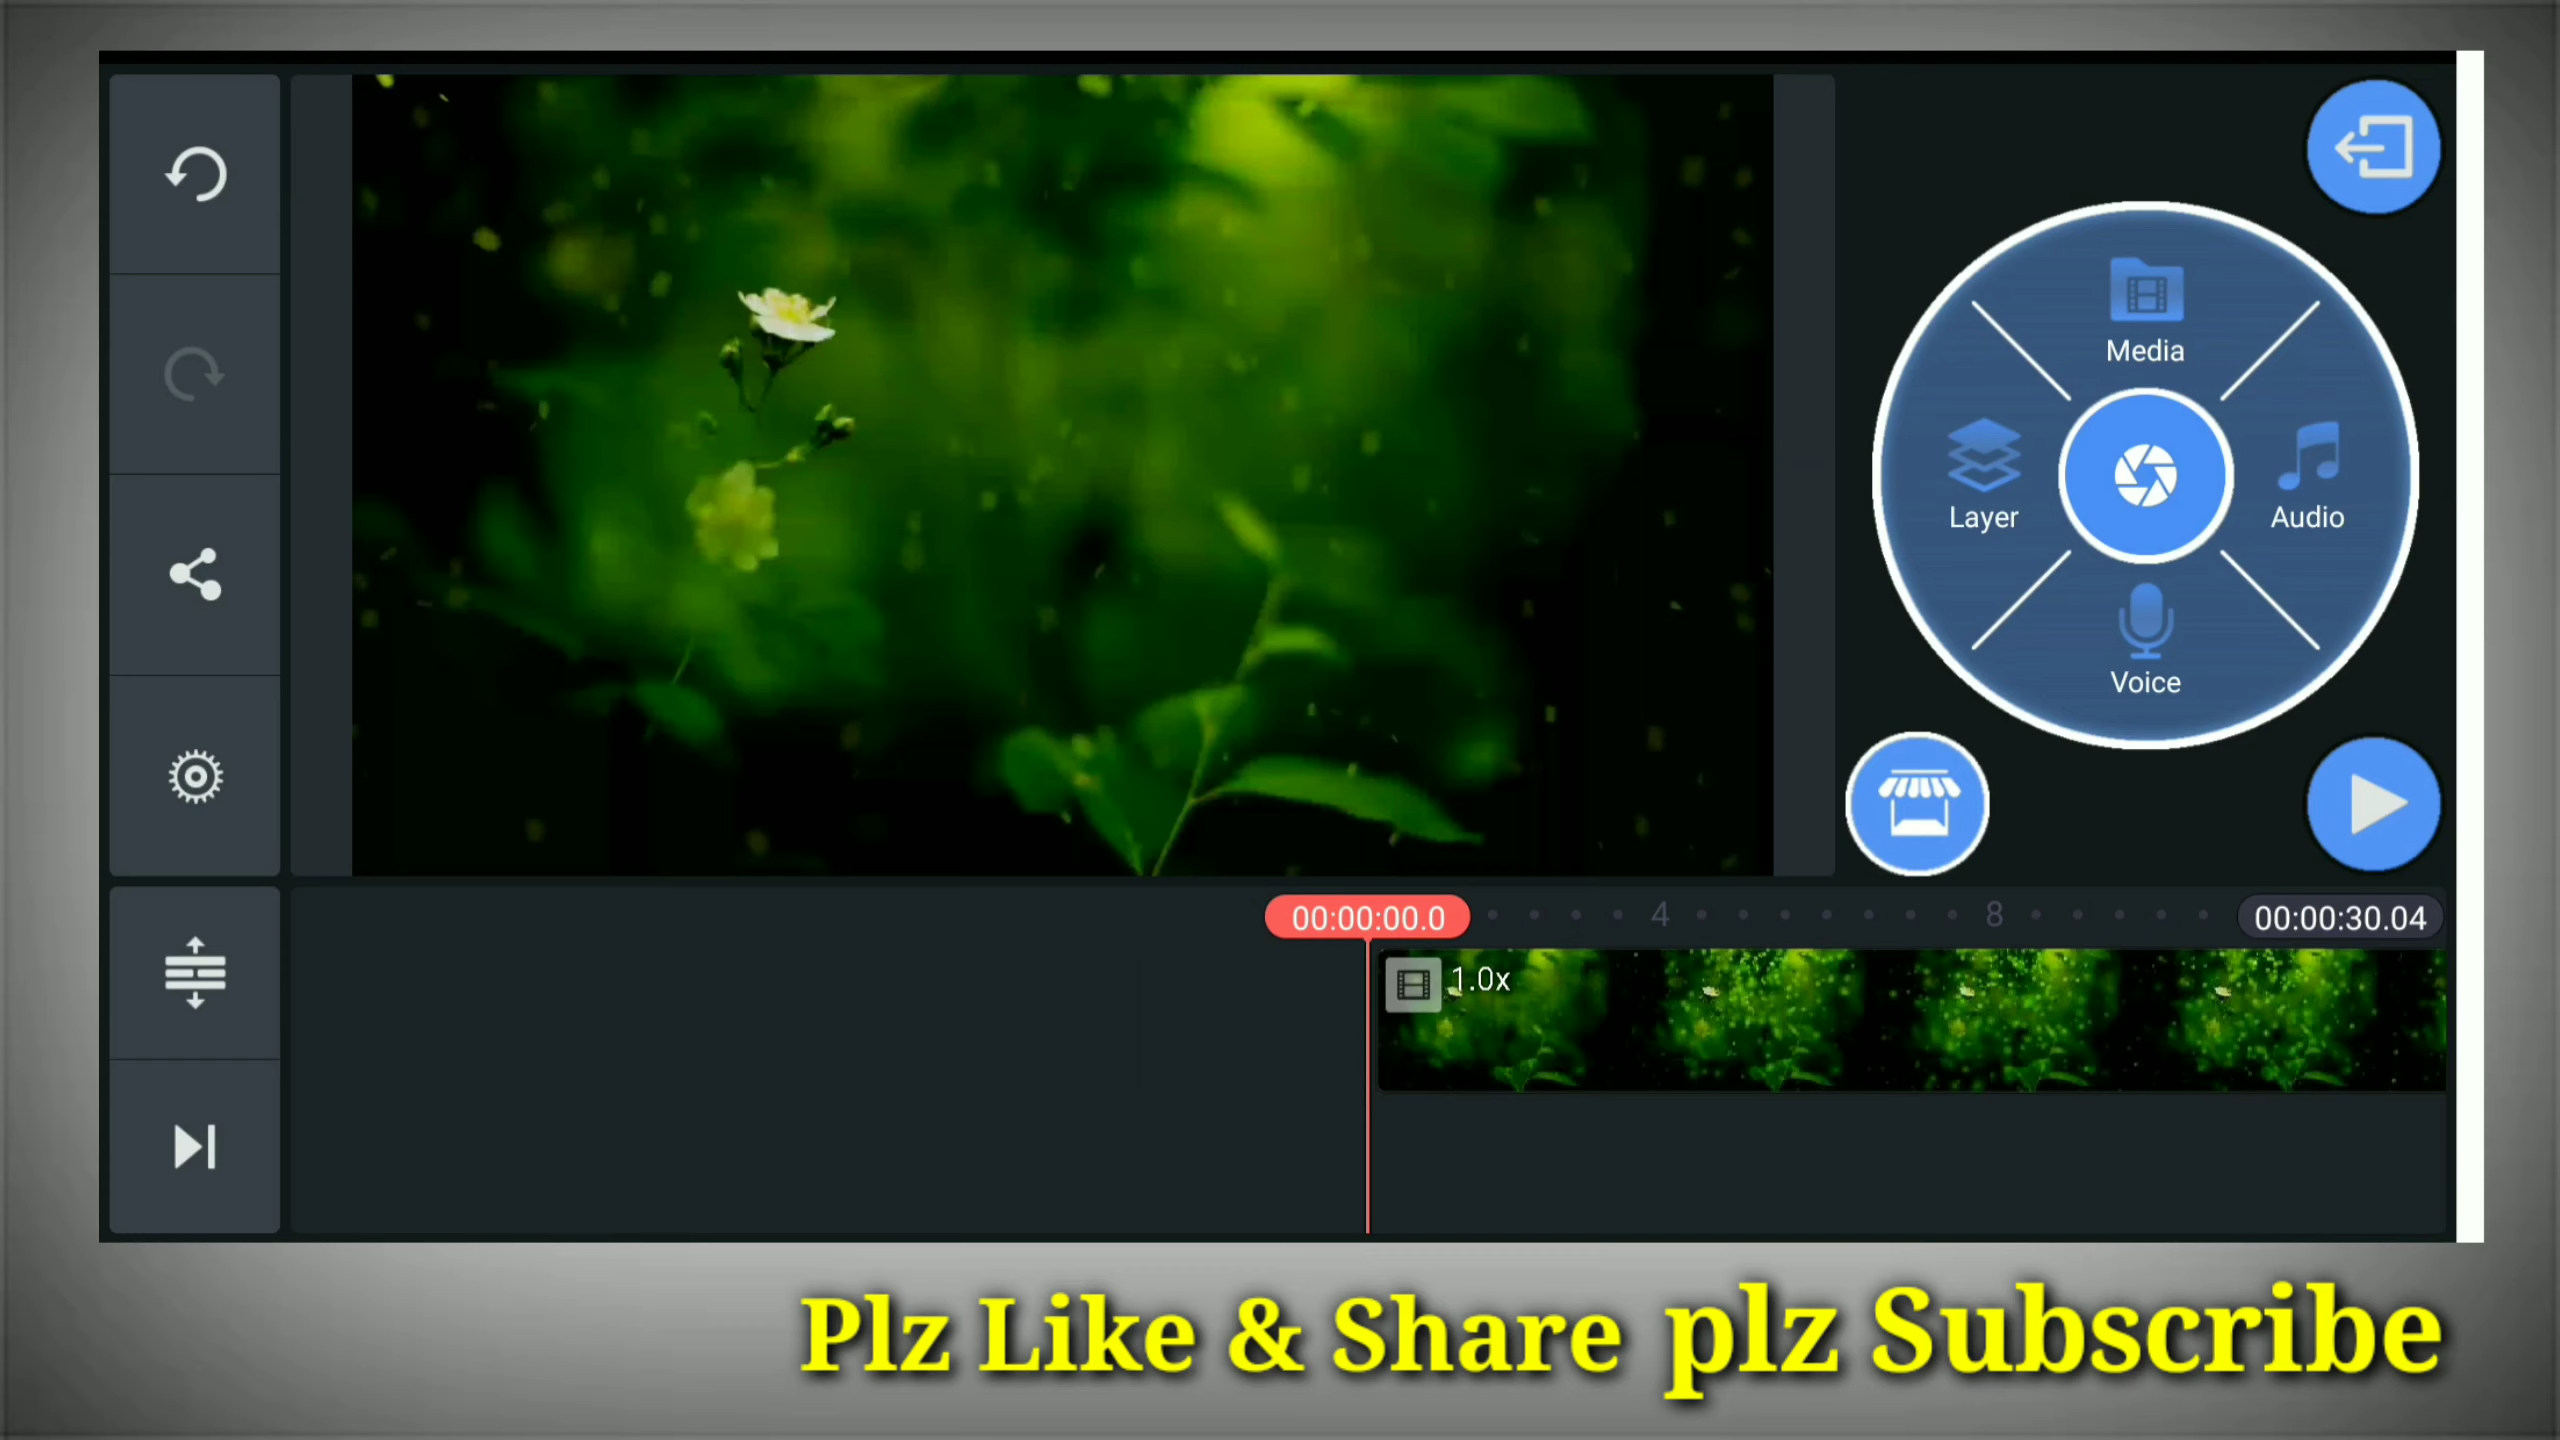 Media
Layer
Audio
Voice
00:00:00.0
4
8
00:00:30.04
1.0x
Plz Like & Share plz Subscribe